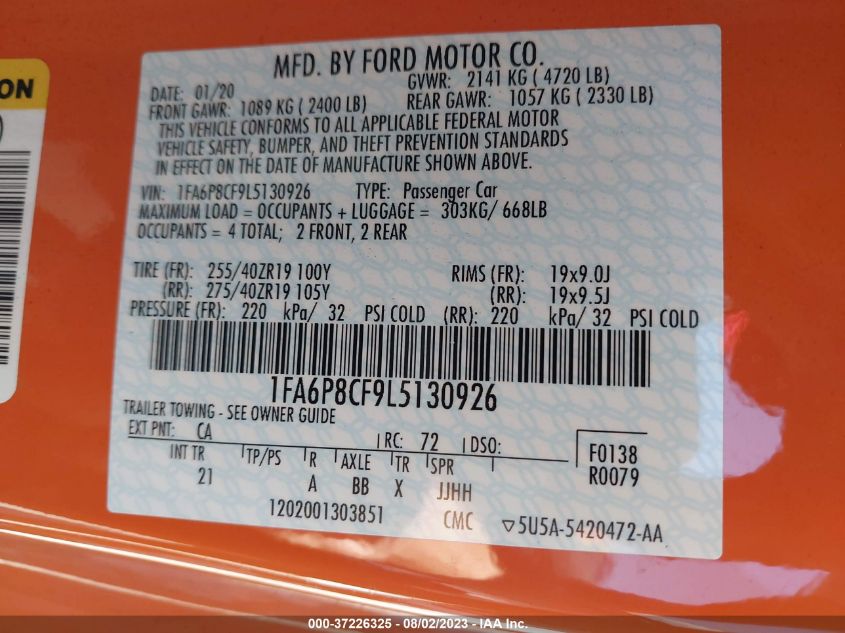 ON
MFD. BY FORD MOTOR CO.
DATE: 01/20 GVWR: 2141 KG ( 4720 LB)
FRONT GAWR: 1089 KG ( 2400 LB) REAR GAWR: 1057 KG ( 2330 LB)
THIS VEHICLE CONFORMS TO ALL APPLICABLE FEDERAL MOTOR
VEHICLE SAFETY, BUMPER, AND THEFT PREVENTION STANDARDS
IN EFFECT ON THE DATE OF MANUFACTURE SHOWN ABOVE.
VIN: 1FA6P8CF9L5130926 TYPE: Passenger Car
MAXIMUM LOAD = OCCUPANTS + LUGGAGE = 303KG/ 668LB
OCCUPANTS = 4 TOTAL; 2 FRONT, 2 REAR
TIRE (FR): 255/40ZR19 100Y RIMS (FR): 19x9.0J
(RR): 275/40ZR19 105Y (RR): 19x9.5J
PRESSURE (FR): 220 kPa/ 32 PSI COLD (RR): 220 kPa/ 32 PSI COLD
1FA6P8CF9L5130926
TRAILER TOWING - SEE OWNER GUIDE
EXT PNT: CA RC: 72 DSO: F0138
INT TR TP/PS R AXLE TR SPR R0079
21 A BB X JJHH
1202001303851 CMC ▽5U5A-5420472-AA
000-37226325 - 08/02/2023 - IAA Inc.